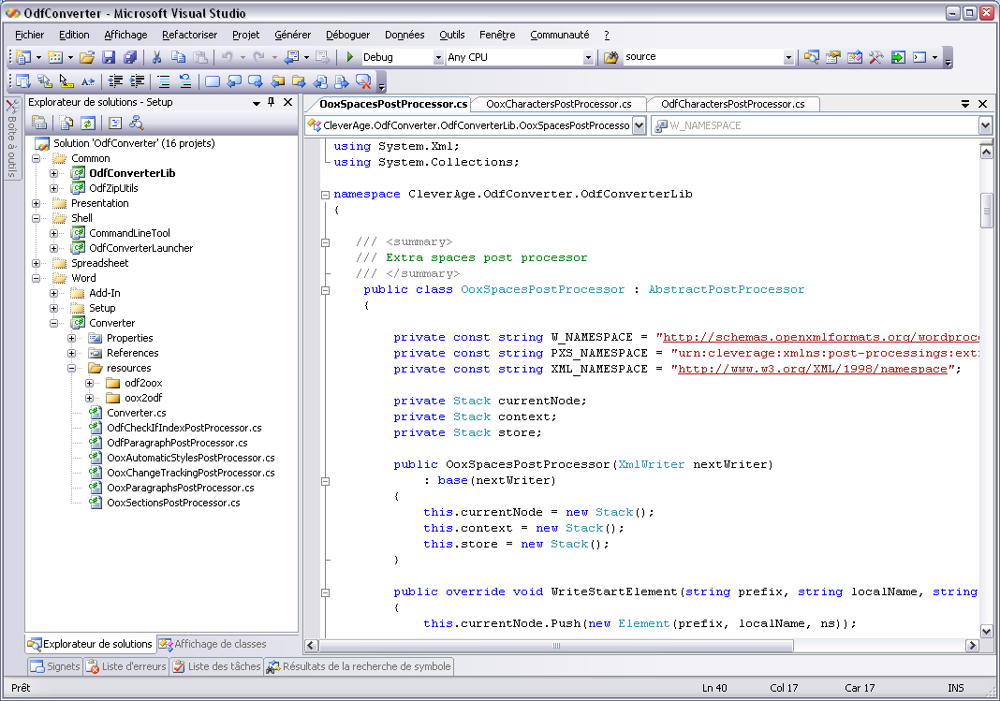 OdfConverter - Microsoft Visual Studio
Fichier Edition Affichage Refactoriser Projet Générer Déboguer Données Outils Fenêtre Communauté ?
Debug Any CPU source
Boîte à outils
Explorateur de solutions - Setup
Solution 'OdfConverter' (16 projets)
Common
OdfConverterLib
OdfZipUtils
Presentation
Shell
CommandLineTool
OdfConverterLauncher
Spreadsheet
Word
Add-In
Setup
Converter
Properties
References
resources
odf2oox
oox2odf
Converter.cs
OdfCheckIfIndexPostProcessor.cs
OdfParagraphPostProcessor.cs
OoxAutomaticStylesPostProcessor.cs
OoxChangeTrackingPostProcessor.cs
OoxParagraphsPostProcessor.cs
OoxSectionsPostProcessor.cs
Explorateur de solutions Affichage de classes
OoxSpacesPostProcessor.cs OoxCharactersPostProcessor.cs OdfCharactersPostProcessor.cs
CleverAge.OdfConverter.OdfConverterLib.OoxSpacesPostProcesso W_NAMESPACE
using System.Xml;
using System.Collections;
namespace CleverAge.OdfConverter.OdfConverterLib
{
/// <summary>
/// Extra spaces post processor
/// </summary>
public class OoxSpacesPostProcessor : AbstractPostProcessor
{
private const string W_NAMESPACE = "http://schemas.openxmlformats.org/wordproce
private const string PXS_NAMESPACE = "urn:cleverage:xmlns:post-processings:ext
private const string XML_NAMESPACE = "http://www.w3.org/XML/1998/namespace";
private Stack currentNode;
private Stack context;
private Stack store;
public OoxSpacesPostProcessor(XmlWriter nextWriter)
: base(nextWriter)
{
this.currentNode = new Stack();
this.context = new Stack();
this.store = new Stack();
}
public override void WriteStartElement(string prefix, string localName, string
{
this.currentNode.Push(new Element(prefix, localName, ns));
Signets Liste d'erreurs Liste des tâches Résultats de la recherche de symbole
Prêt Ln 40 Col 17 Car 17 INS